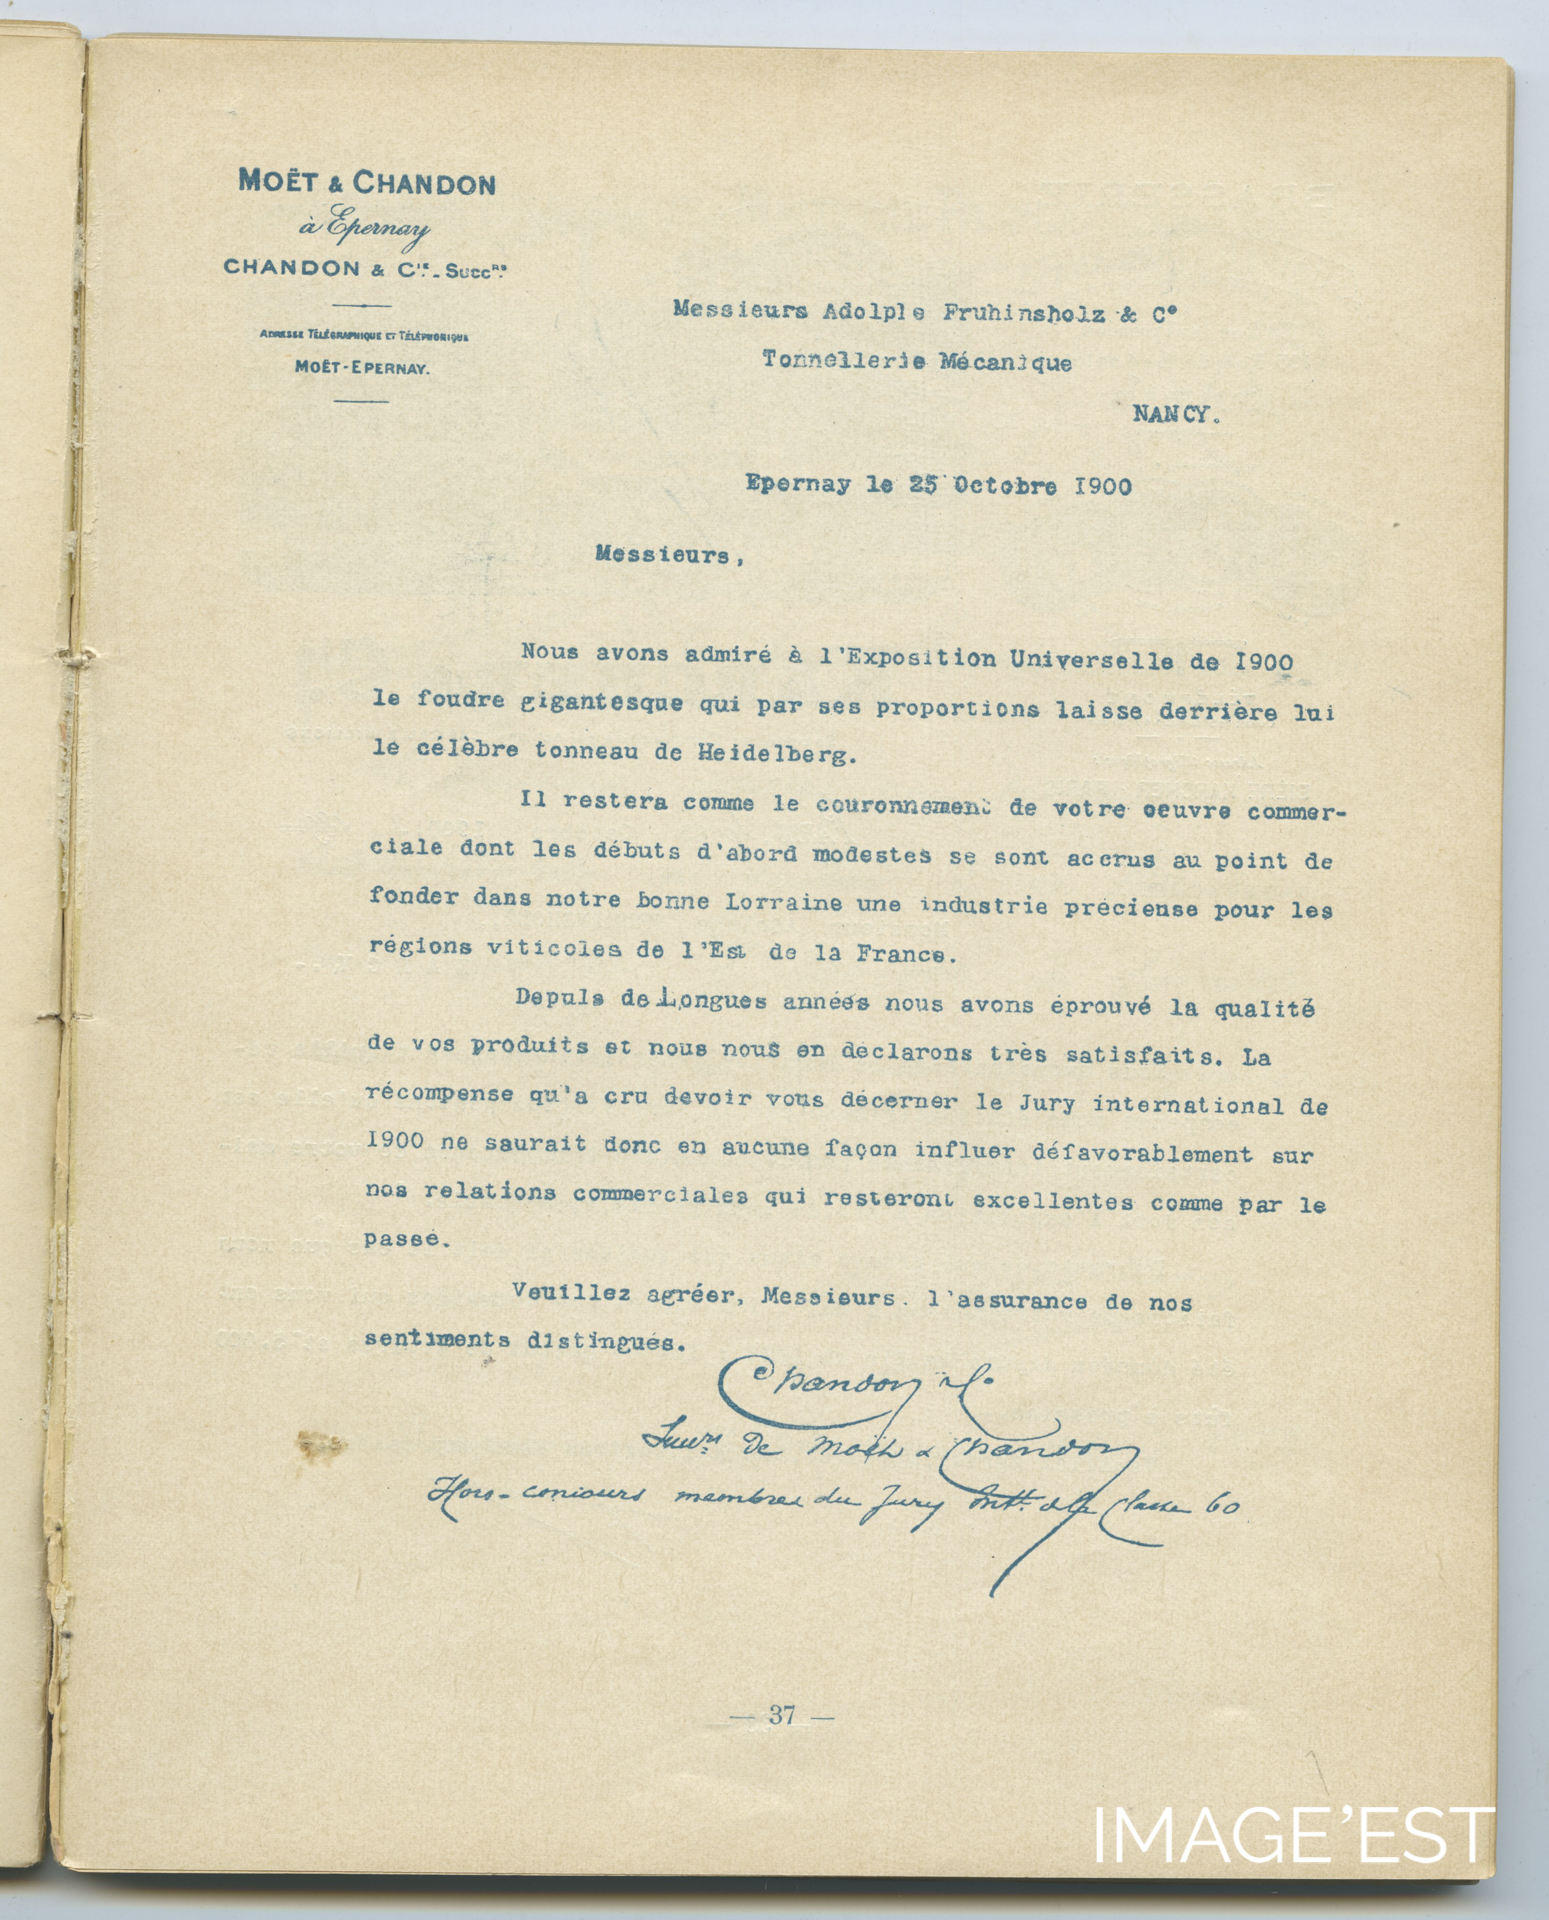 MOËT & CHANDON
à Epernay
CHANDON & Cie. - Succrs.
ADRESSE TÉLÉGRAPHIQUE ET TÉLÉPHONIQUE
MOËT-EPERNAY.
Messieurs Adolple Fruhinsholz & Ce
Tonnellerie Mécanique
NANCY.
Epernay le 25 Octobre 1900
Messieurs,
Nous avons admiré à l'Exposition Universelle de 1900
le foudre gigantesque qui par ses proportions laisse derrière lui
le célèbre tonneau de Heidelberg.
Il restera comme le couronnement de votre oeuvre commer-
ciale dont les débuts d'abord modestes se sont accrus au point de
fonder dans notre bonne Lorraine une industrie précieuse pour les
régions viticoles de l'Est de la France.
Depuis de Longues années nous avons éprouvé la qualité
de vos produits et nous nous en déclarons très satisfaits. La
récompense qu'a cru devoir vous décerner le Jury international de
1900 ne saurait donc en aucune façon influer défavorablement sur
nos relations commerciales qui resteront excellentes comme par le
passé.
Veuillez agréer, Messieurs. l'assurance de nos
sentiments distingués.
Chandon & Co
Succrs de Moët & Chandon
Hors-concours membres du Jury Intl. de la Classe 60
— 37 —
IMAGE'EST